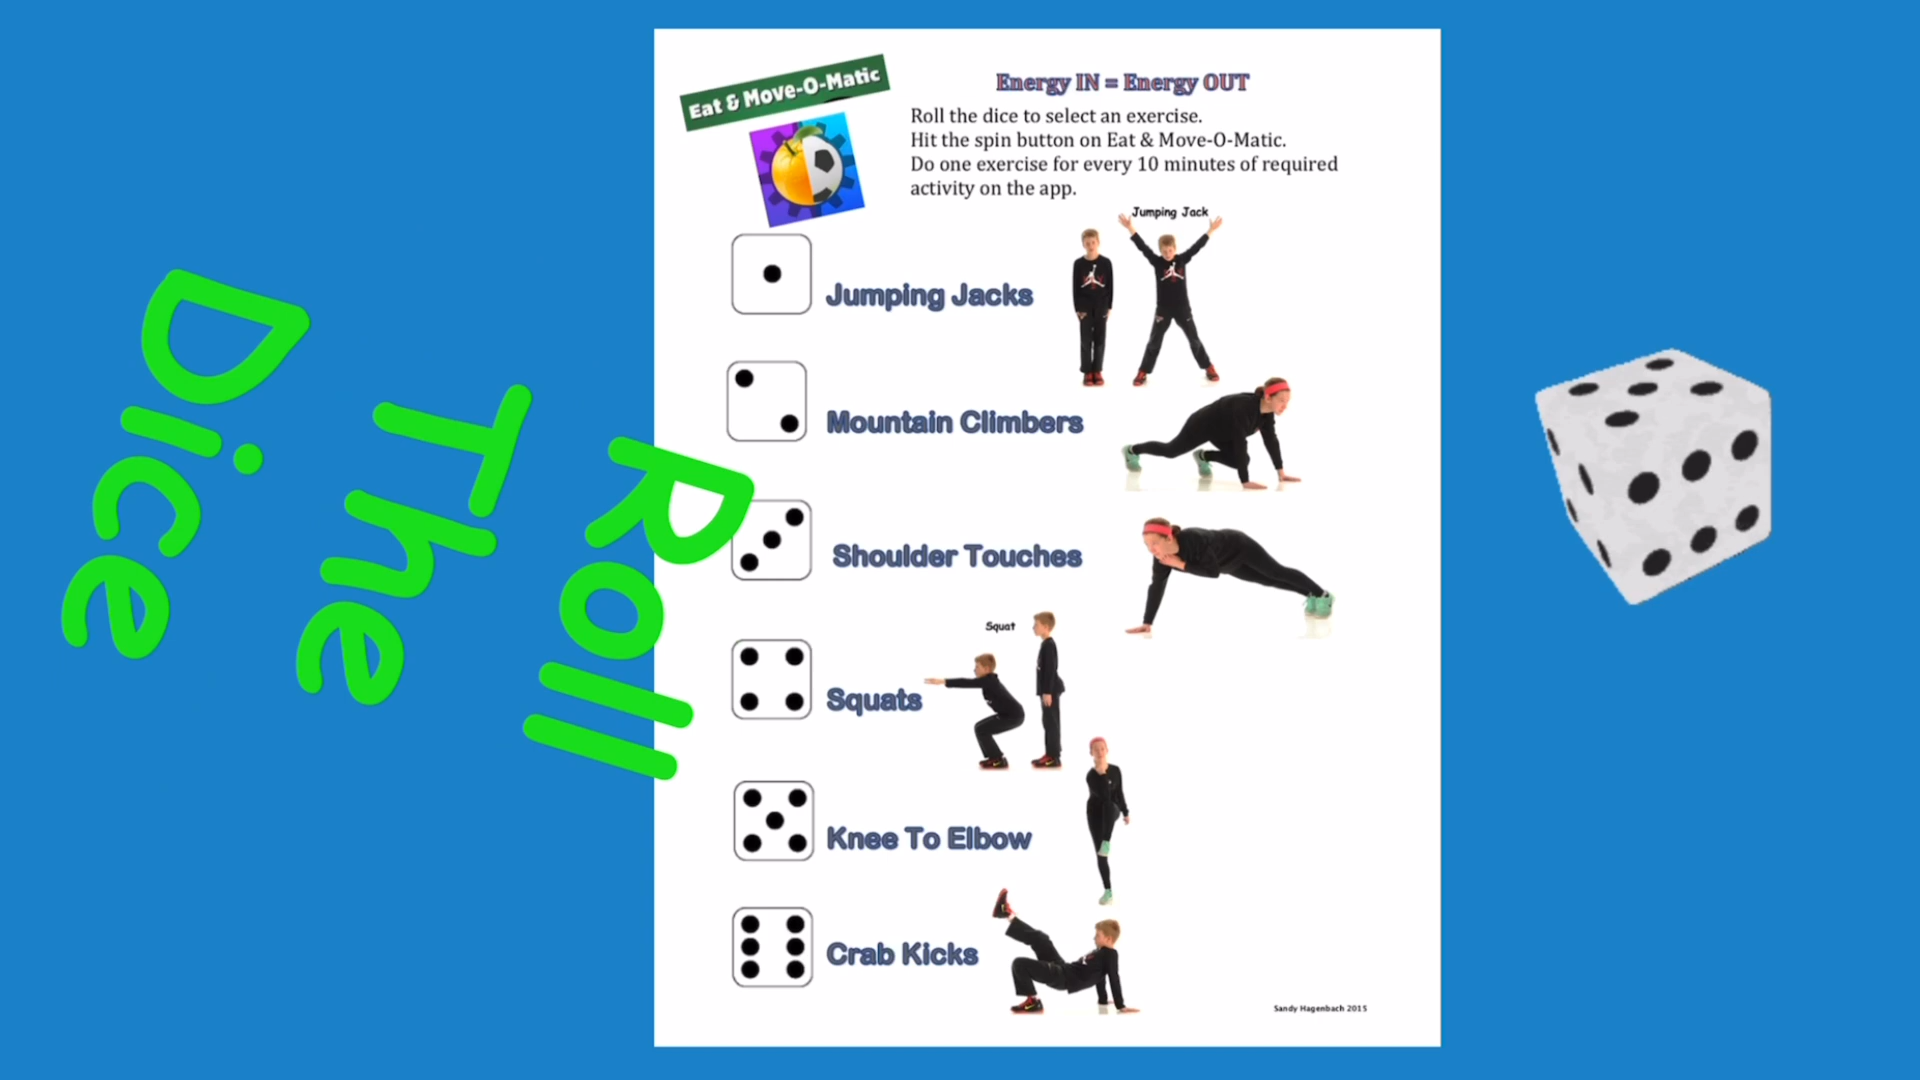 Eat & Move-O-Matic
Energy IN = Energy OUT
Roll the dice to select an exercise.
Hit the spin button on Eat & Move-O-Matic.
Do one exercise for every 10 minutes of required
activity on the app.
Jumping Jack
Jumping Jacks
Mountain Climbers
Shoulder Touches
Squat
Squats
Knee To Elbow
Crab Kicks
Sandy Hagenbach 2015
Roll
The
Dice